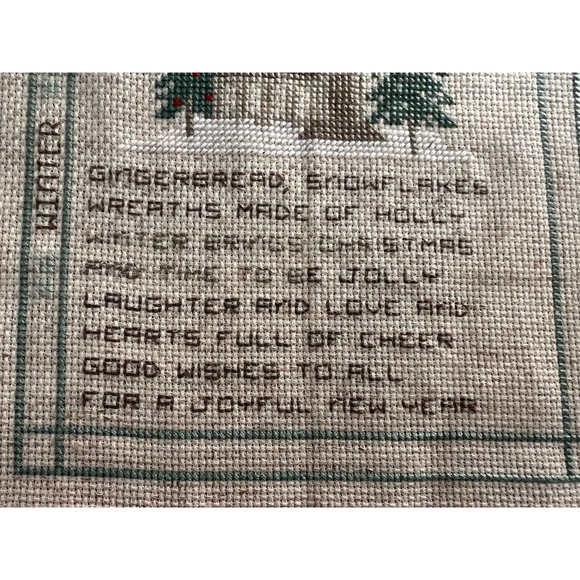 WINTER
GINGERBREAD, SNOWFLAKES
WREATHS MADE OF HOLLY
WINTER BRINGS CHRISTMAS
AND TIME TO BE JOLLY
LAUGHTER AND LOVE AND
HEARTS FULL OF CHEER
GOOD WISHES TO ALL
FOR A JOYFUL NEW YEAR